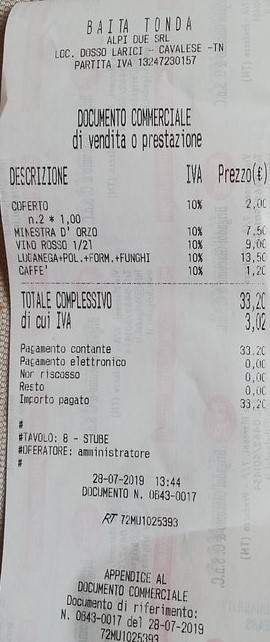 BAITA TONDA
ALPI DUE SRL
LOC. DOSSO LARICI - CAVALESE -TN
PARTITA IVA 13247230157
DOCUMENTO COMMERCIALE
di vendita o prestazione
DESCRIZIONE IVA Prezzo(€)
COPERTO 10% 2,00
n.2 * 1,00
MINESTRA D' ORZO 10% 7,50
VINO ROSSO 1/21 10% 9,00
LUGANEGA+POL.+FORM.+FUNGHI 10% 13,50
CAFFE' 10% 1,20
TOTALE COMPLESSIVO 33,20
di cui IVA 3,02
Pagamento contante 33,20
Pagamento elettronico 0,00
Non riscosso 0,00
Resto 0,00
Importo pagato 33,20
#
#TAVOLO: 8 - STUBE
#OPERATORE: amministratore
#
28-07-2019 13:44
DOCUMENTO N. 0643-0017
RT 72MU1025393
APPENDICE AL
DOCUMENTO COMMERCIALE
Documento di riferimento:
N. 0643-0017 del 28-07-2019
72MU1025393